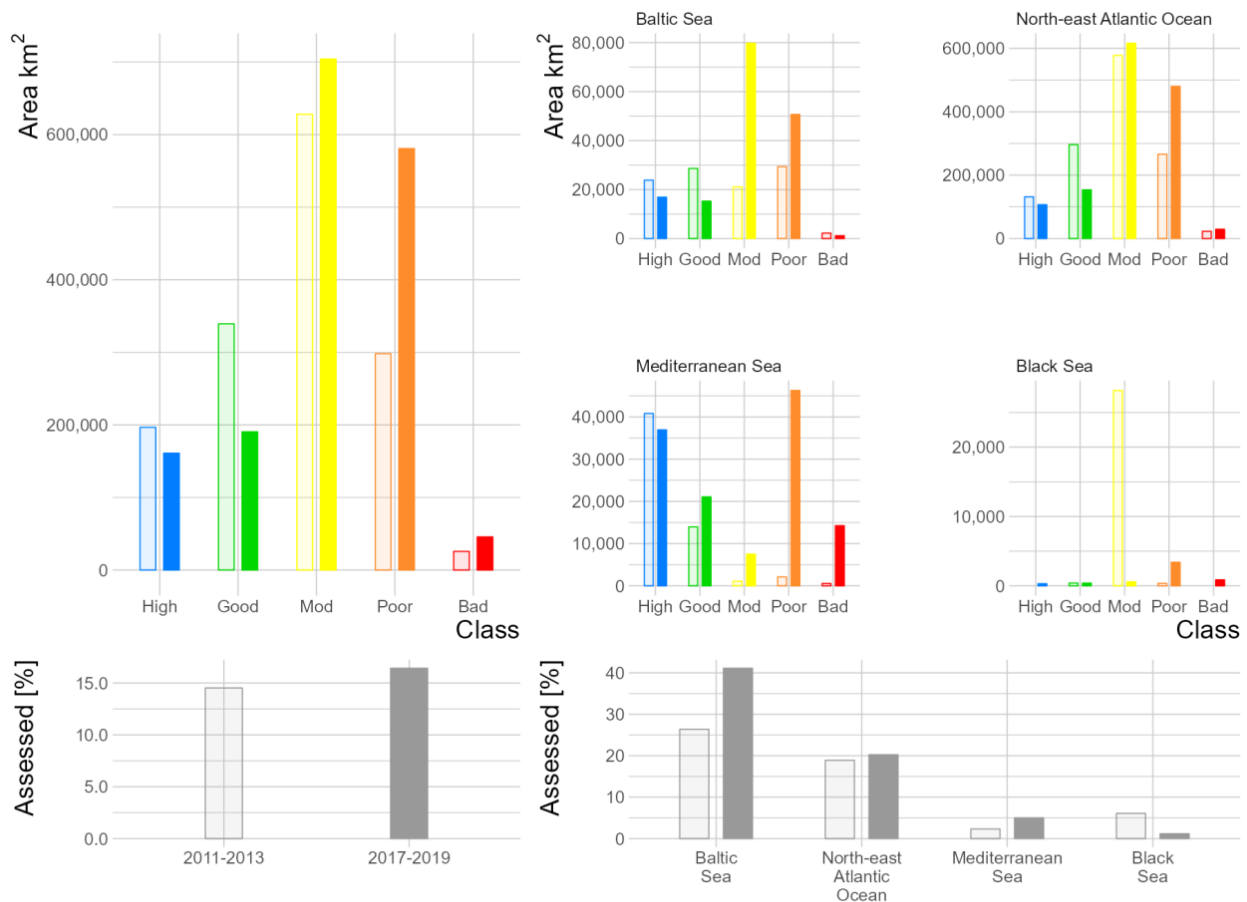 Area km²
600,000
400,000
200,000
0
High Good Mod Poor Bad
Class
Baltic Sea
Area km²
80,000
60,000
40,000
20,000
0
High Good Mod Poor Bad
North-east Atlantic Ocean
600,000
400,000
200,000
0
High Good Mod Poor Bad
Mediterranean Sea
40,000
30,000
20,000
10,000
0
High Good Mod Poor Bad
Black Sea
20,000
10,000
0
High Good Mod Poor Bad
Class
Assessed [%]
15.0
10.0
5.0
0.0
2011-2013 2017-2019
Assessed [%]
40
30
20
10
0
Baltic
Sea
North-east
Atlantic
Ocean
Mediterranean
Sea
Black
Sea